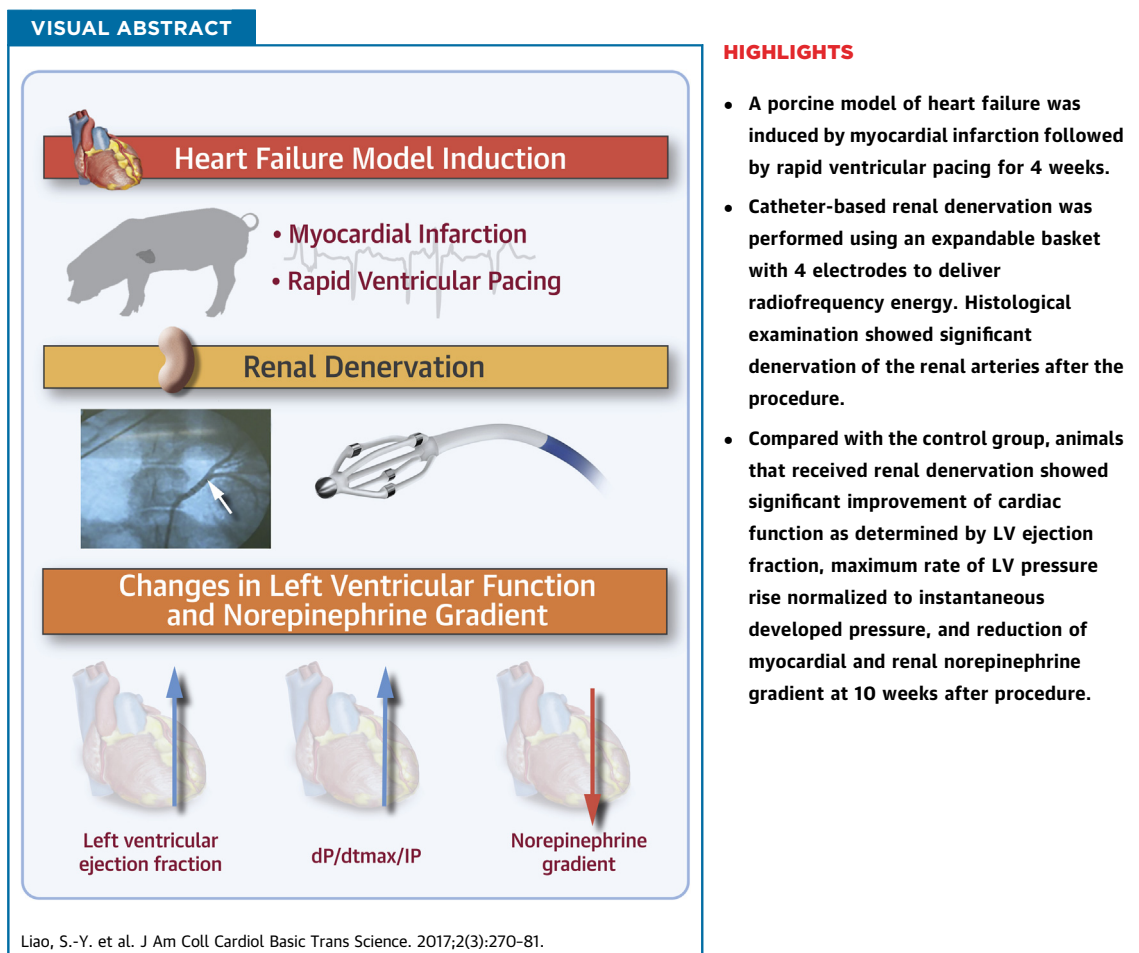 VISUAL ABSTRACT
Heart Failure Model Induction
• Myocardial Infarction
• Rapid Ventricular Pacing
Renal Denervation
Changes in Left Ventricular Function
and Norepinephrine Gradient
Left ventricular
ejection fraction
dP/dtmax/IP
Norepinephrine
gradient
Liao, S.-Y. et al. J Am Coll Cardiol Basic Trans Science. 2017;2(3):270-81.
HIGHLIGHTS
• A porcine model of heart failure was
induced by myocardial infarction followed
by rapid ventricular pacing for 4 weeks.
• Catheter-based renal denervation was
performed using an expandable basket
with 4 electrodes to deliver
radiofrequency energy. Histological
examination showed significant
denervation of the renal arteries after the
procedure.
• Compared with the control group, animals
that received renal denervation showed
significant improvement of cardiac
function as determined by LV ejection
fraction, maximum rate of LV pressure
rise normalized to instantaneous
developed pressure, and reduction of
myocardial and renal norepinephrine
gradient at 10 weeks after procedure.